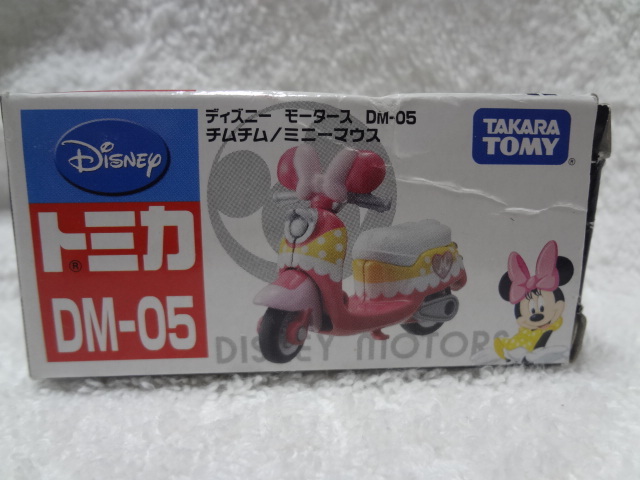 Disney
トミカ
®
DM-05
ディズニー モータース DM-05
チムチム/ミニーマウス
TAKARA
TOMY
®
DISNEY MOTORS